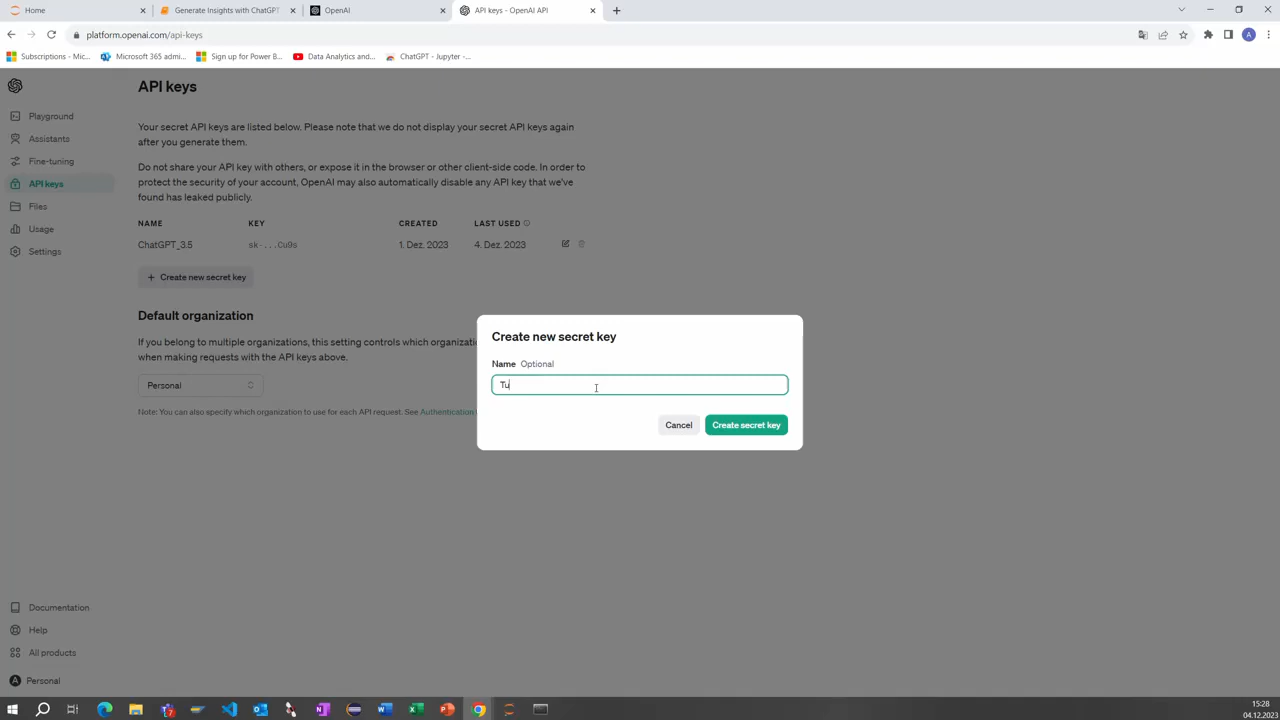 Home
Generate Insights with ChatGPT
OpenAI
API keys - OpenAI API
platform.openai.com/api-keys
Subscriptions - Mic...
Microsoft 365 admi...
Sign up for Power B...
Data Analytics and...
ChatGPT - Jupyter -...
A
API keys
Playground
Assistants
Fine-tuning
API keys
Files
Usage
Settings
Your secret API keys are listed below. Please note that we do not display your secret API keys again
after you generate them.
Do not share your API key with others, or expose it in the browser or other client-side code. In order to
protect the security of your account, OpenAI may also automatically disable any API key that we've
found has leaked publicly.
NAME KEY CREATED LAST USED
ChatGPT_3.5 sk-...Cu9s 1. Dez. 2023 4. Dez. 2023
+ Create new secret key
Default organization
If you belong to multiple organizations, this setting controls which organizatio
when making requests with the API keys above.
Personal
Note: You can also specify which organization to use for each API request. See Authentication
Create new secret key
Name Optional
Tu
Cancel
Create secret key
Documentation
Help
All products
A Personal
15:28
04.12.2023